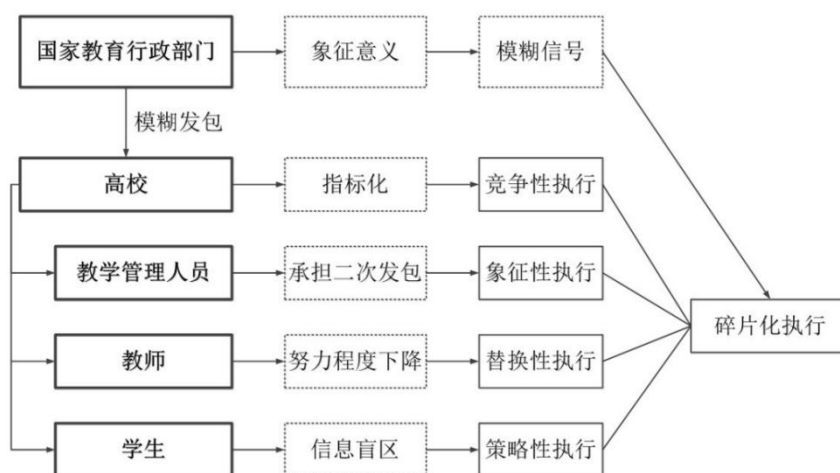 国家教育行政部门
象征意义
模糊信号
模糊发包
高校
指标化
竞争性执行
教学管理人员
承担二次发包
象征性执行
碎片化执行
教师
努力程度下降
替换性执行
学生
信息盲区
策略性执行